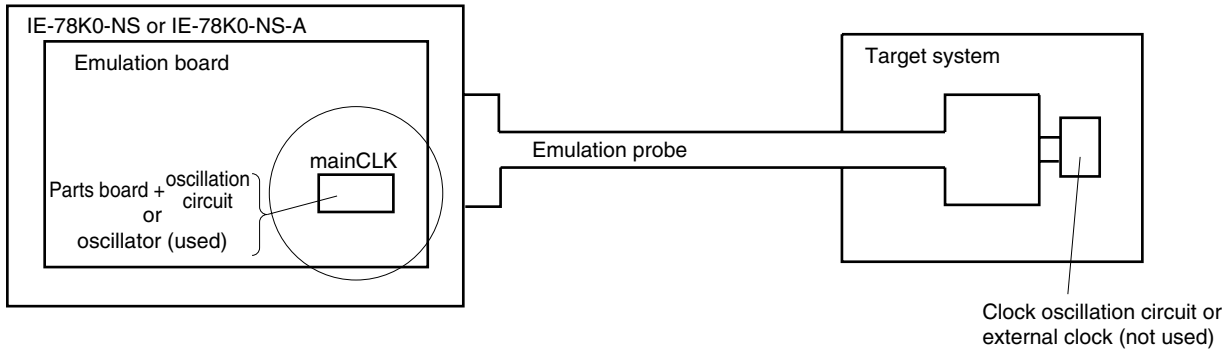 IE-78K0-NS or IE-78K0-NS-A
Emulation board
mainCLK
Parts board + oscillation
circuit
or
oscillator (used)
Emulation probe
Target system
Clock oscillation circuit or
external clock (not used)